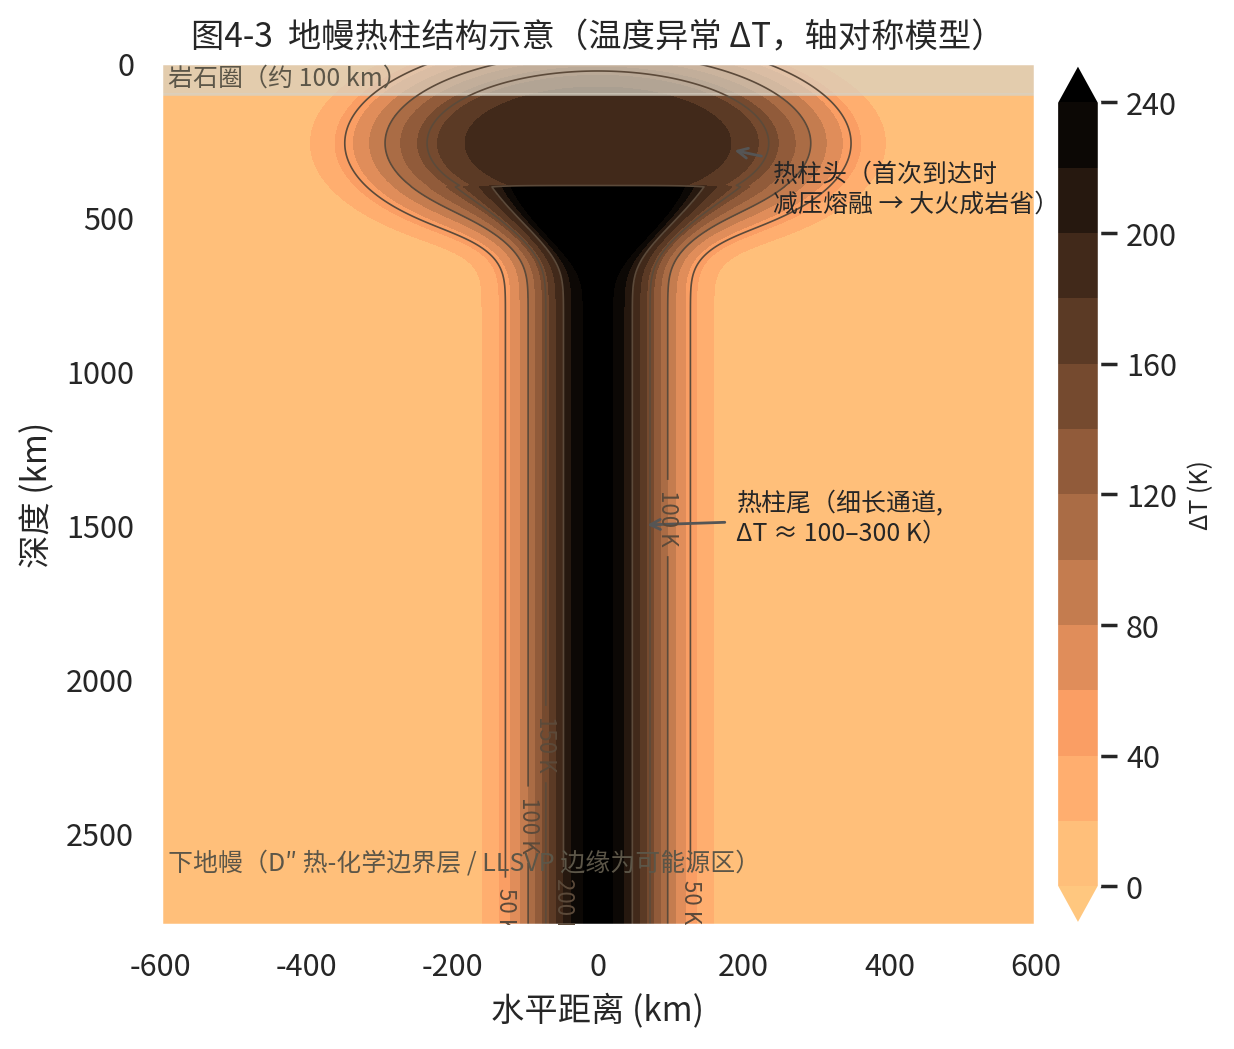 图4-3 地幔热柱结构示意（温度异常 ΔT，轴对称模型）
0
岩石圈（约 100 km）
500
1000
1500
2000
2500
深度 (km)
热柱头（首次到达时
减压熔融 → 大火成岩省）
100 K
热柱尾（细长通道,
ΔT ≈ 100–300 K）
150 K
100 K
下地幔（D″ 热-化学边界层 / LLSVP 边缘为可能源区）
50 K
200
50 K
-600
-400
-200
0
200
400
600
水平距离 (km)
240
200
160
120
80
40
0
ΔT (K)